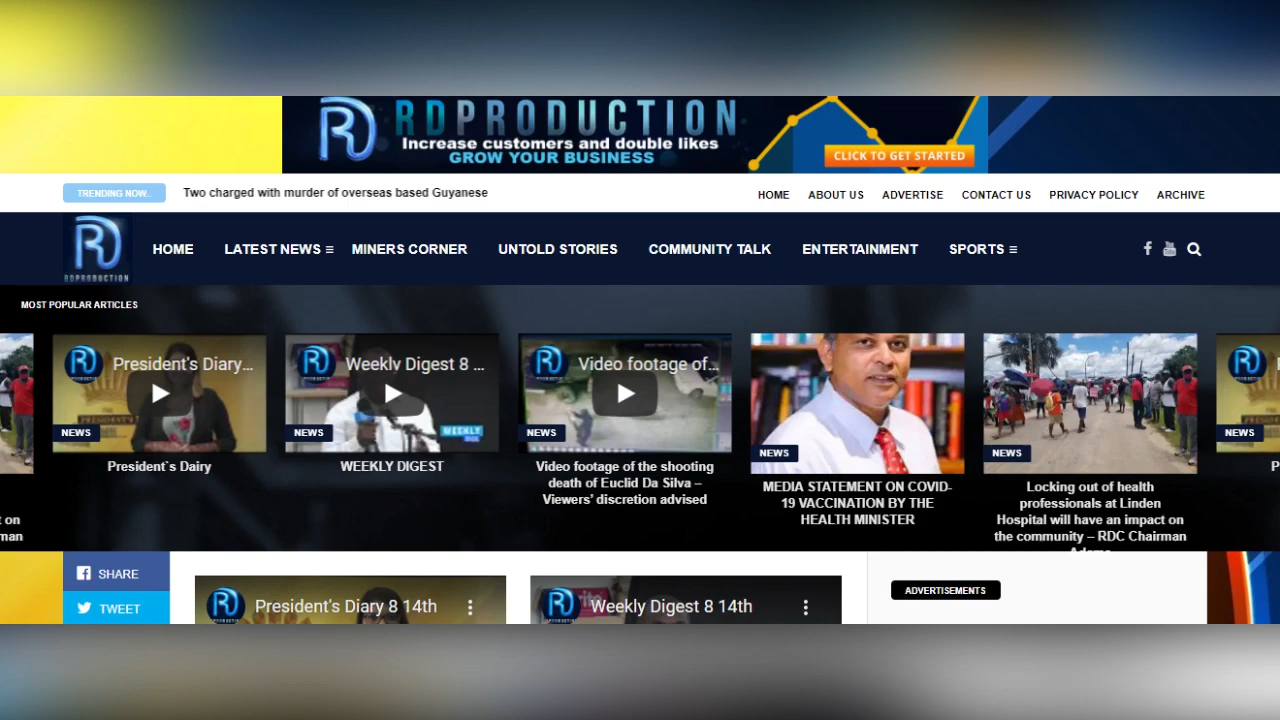 RDPRODUCTION
Increase customers and double likes
GROW YOUR BUSINESS
CLICK TO GET STARTED
TRENDING NOW..
Two charged with murder of overseas based Guyanese
HOME ABOUT US ADVERTISE CONTACT US PRIVACY POLICY ARCHIVE
RDPRODUCTION
HOME LATEST NEWS ≡ MINERS CORNER UNTOLD STORIES COMMUNITY TALK ENTERTAINMENT SPORTS ≡
MOST POPULAR ARTICLES
President's Diary...
NEWS
President`s Dairy
Weekly Digest 8 ...
WEEKLY
NEWS
WEEKLY DIGEST
Video footage of...
NEWS
Video footage of the shooting
death of Euclid Da Silva –
Viewers' discretion advised
NEWS
MEDIA STATEMENT ON COVID-
19 VACCINATION BY THE
HEALTH MINISTER
NEWS
Locking out of health
professionals at Linden
Hospital will have an impact on
the community – RDC Chairman
NEWS
SHARE
TWEET
President's Diary 8 14th
Weekly Digest 8 14th
ADVERTISEMENTS